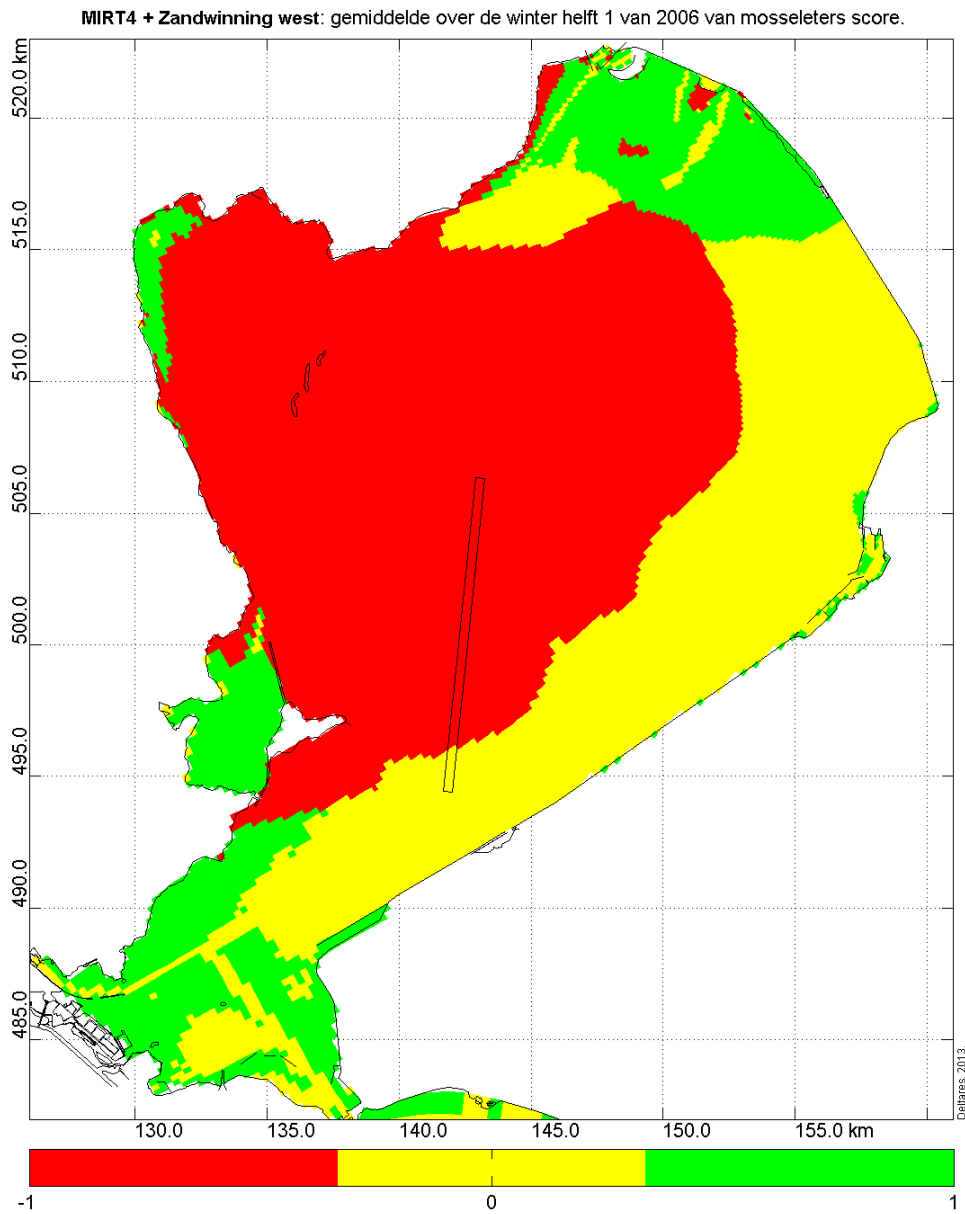 MIRT4 + Zandwinning west: gemiddelde over de winter helft 1 van 2006 van mosseleters score.
520.0 km
515.0
510.0
505.0
500.0
495.0
490.0
485.0
130.0 135.0 140.0 145.0 150.0 155.0 km
Deltares, 2013
-1 0 1